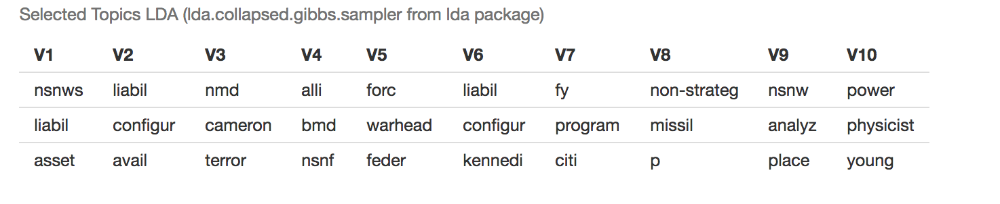 Selected Topics LDA (lda.collapsed.gibbs.sampler from lda package)
V1 V2 V3 V4 V5 V6 V7 V8 V9 V10
nsnws liabil nmd alli forc liabil fy non-strateg nsnw power
liabil configur cameron bmd warhead configur program missil analyz physicist
asset avail terror nsnf feder kennedi citi p place young